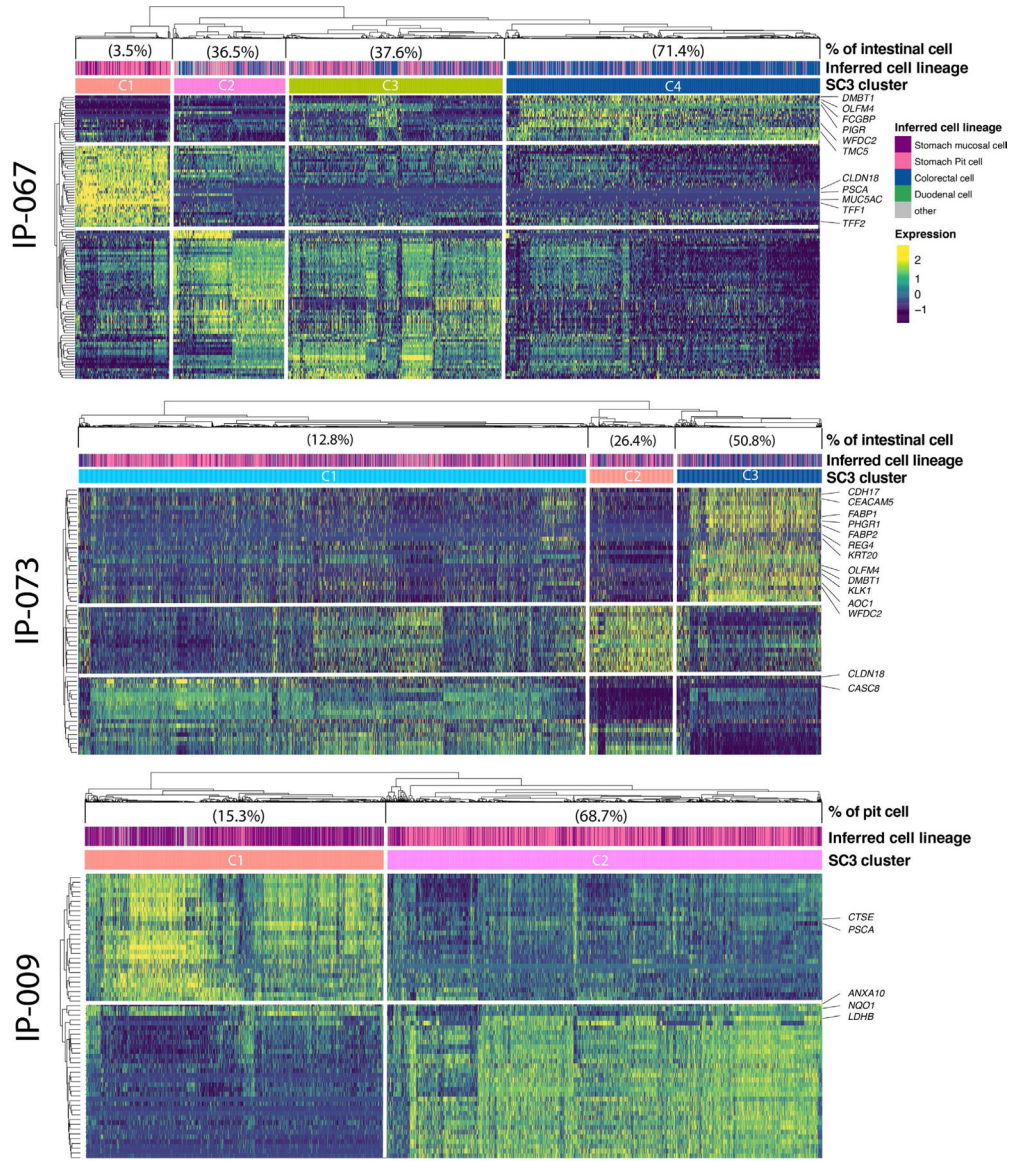 (3.5%) (36.5%) (37.6%) (71.4%) % of intestinal cell
Inferred cell lineage
C1 C2 C3 C4 SC3 cluster
IP-067
DMBT1
OLFM4
FCGBP
PIGR
WFDC2
TMC5
CLDN18
PSCA
MUC5AC
TFF1
TFF2
Inferred cell lineage
Stomach mucosal cell
Stomach Pit cell
Colorectal cell
Duodenal cell
other
Expression
2
1
0
−1
(12.8%) (26.4%) (50.8%) % of intestinal cell
Inferred cell lineage
C1 C2 C3 SC3 cluster
IP-073
CDH17
CEACAM5
FABP1
PHGR1
FABP2
REG4
KRT20
OLFM4
DMBT1
KLK1
AOC1
WFDC2
CLDN18
CASC8
(15.3%) (68.7%) % of pit cell
Inferred cell lineage
C1 C2 SC3 cluster
IP-009
CTSE
PSCA
ANXA10
NQO1
LDHB